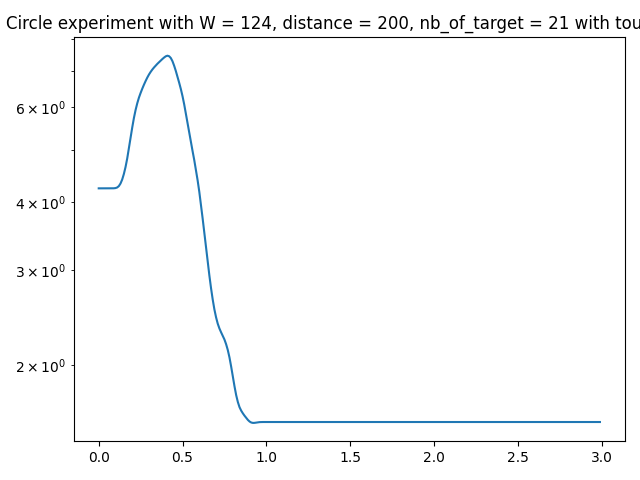 Circle experiment with W = 124, distance = 200, nb_of_target = 21 with tou
6 × 10⁰
4 × 10⁰
3 × 10⁰
2 × 10⁰
0.0 0.5 1.0 1.5 2.0 2.5 3.0